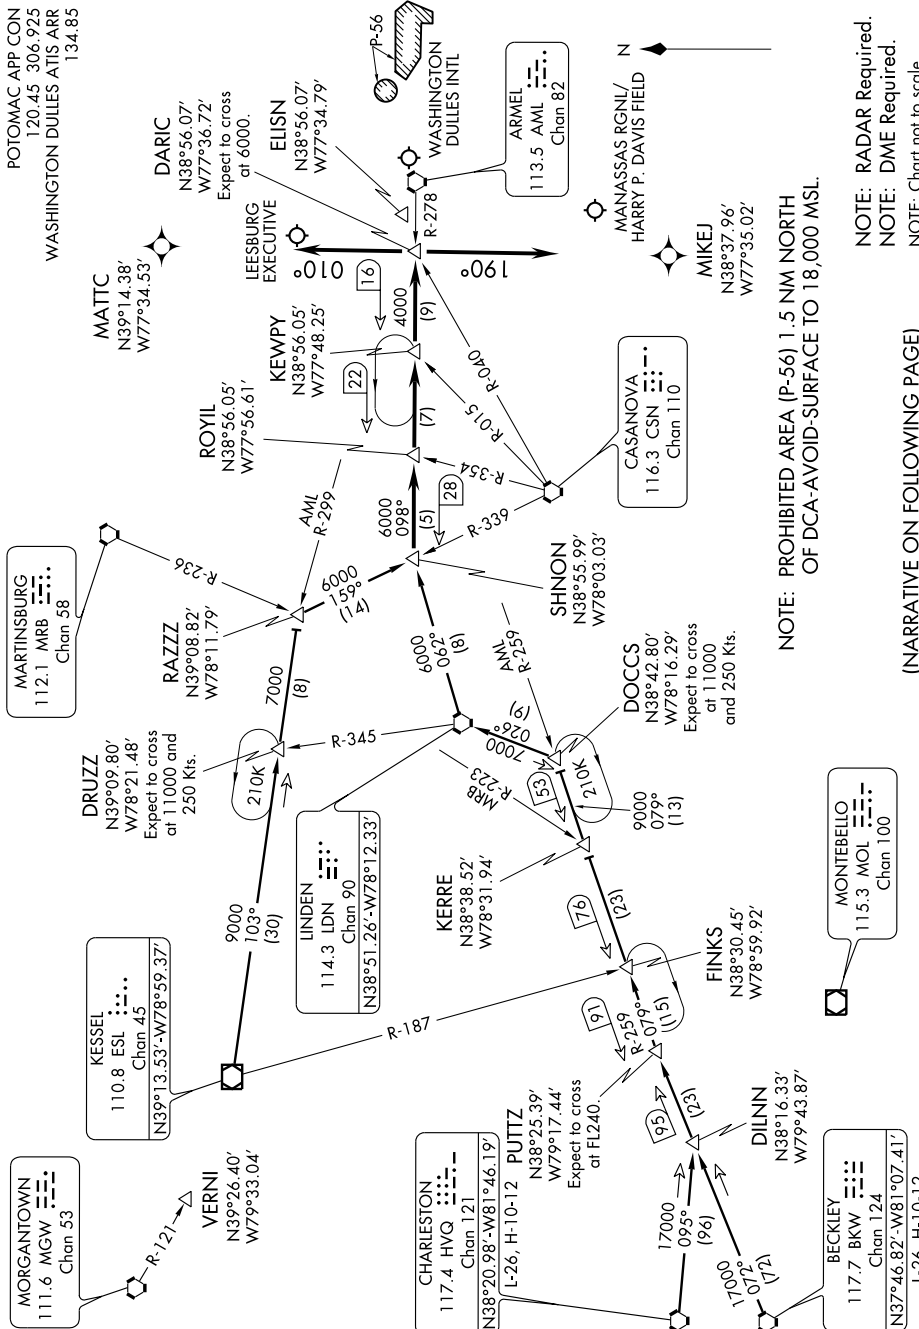 POTOMAC APP CON
120.45 306.925
WASHINGTON DULLES ATIS ARR
134.85
MATTC
N39°14.38′
W77°34.53′
DARIC
N38°56.07′
W77°36.72′
Expect to cross
at 6000.
ELISN
N38°56.07′
W77°34.79′
P-56
WASHINGTON
DULLES INTL
ARMEL
113.5 AML
Chan 82
R-278
LEESBURG
EXECUTIVE
010°
190°
N
MANASSAS RGNL/
HARRY P. DAVIS FIELD
MIKEJ
N38°37.96′
W77°35.02′
16
4000
(9)
KEWPY
N38°56.05′
W77°48.25′
22
(7)
ROYIL
N38°56.05′
W77°56.61′
R-040
R-015
R-354
R-339
CASANOVA
116.3 CSN
Chan 110
AML
R-299
6000
098°
(5)
28
MARTINSBURG
112.1 MRB
Chan 58
R-236
RAZZZ
N39°08.82′
W78°11.79′
6000
159°
(14)
SHNON
N38°55.99′
W78°03.03′
7000
(8)
6000
062°
(8)
AML
R-259
DRUZZ
N39°09.80′
W78°21.48′
Expect to cross
at 11000 and
250 Kts.
210K
R-345
7000
026°
(9)
DOCCS
N38°42.80′
W78°16.29′
Expect to cross
at 11000
and 250 Kts.
MRB
R-223
53
210K
9000
079°
(13)
LINDEN
114.3 LDN
Chan 90
N38°51.26′-W78°12.33′
KERRE
N38°38.52′
W78°31.94′
9000
103°
(30)
76
(23)
KESSEL
110.8 ESL
Chan 45
N39°13.53′-W78°59.37′
R-187
FINKS
N38°30.45′
W78°59.92′
MONTEBELLO
115.3 MOL
Chan 100
91
R-259
079°
(15)
PUTTZ
N38°25.39′
W79°17.44′
Expect to cross
at FL240.
MORGANTOWN
111.6 MGW
Chan 53
R-121
VERNI
N39°26.40′
W79°33.04′
95
(23)
DILNN
N38°16.33′
W79°43.87′
CHARLESTON
117.4 HVQ
Chan 121
N38°20.98′-W81°46.19′
L-26, H-10-12
17000
095°
(96)
17000
072°
(72)
BECKLEY
117.7 BKW
Chan 124
N37°46.82′-W81°07.41′
L-26, H-10-12
NOTE: PROHIBITED AREA (P-56) 1.5 NM NORTH
OF DCA-AVOID-SURFACE TO 18,000 MSL.
NOTE: RADAR Required.
NOTE: DME Required.
NOTE: Chart not to scale
(NARRATIVE ON FOLLOWING PAGE)